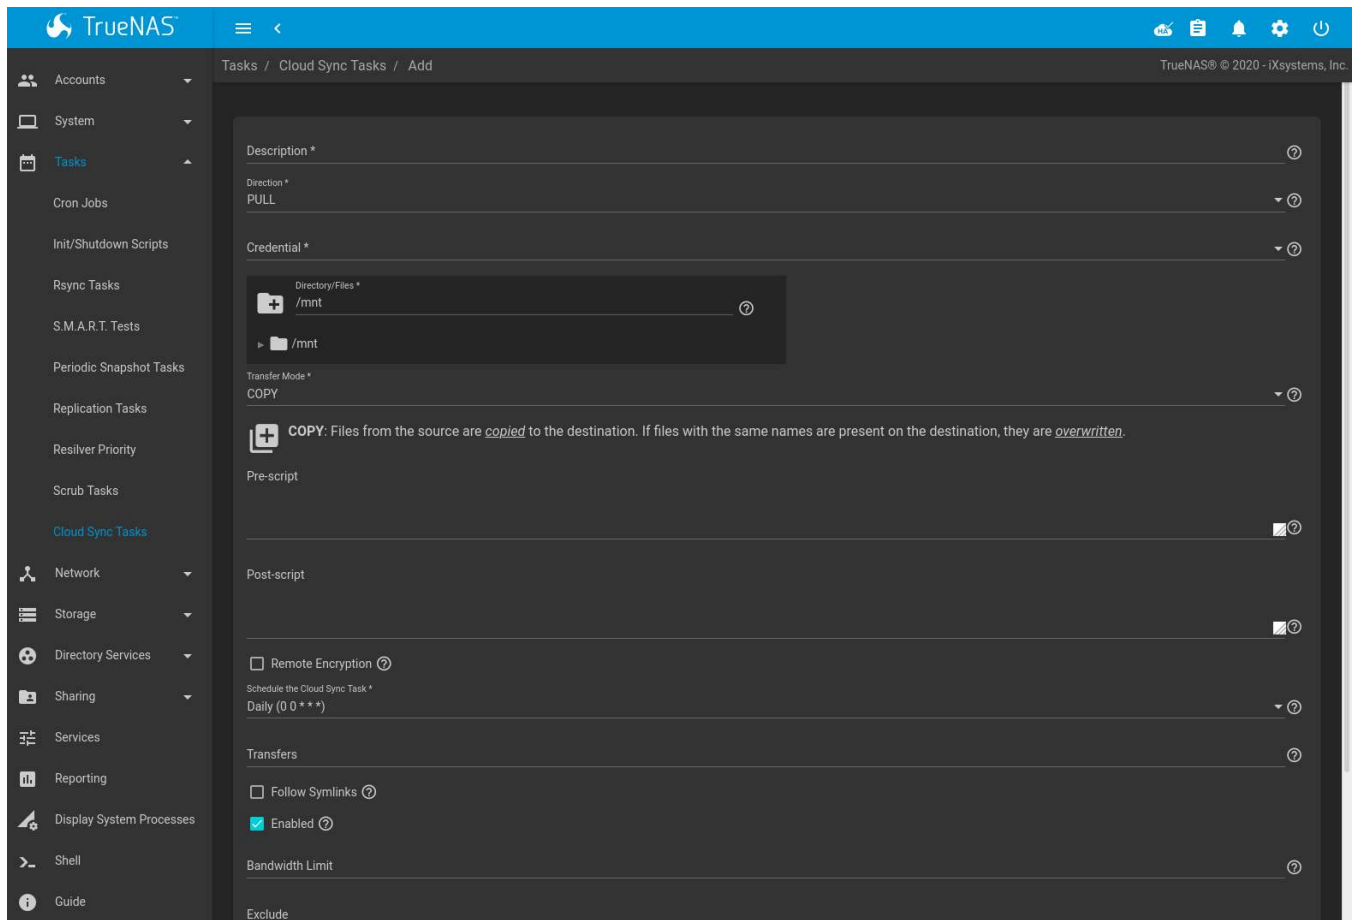 TrueNAS™
HA
Tasks / Cloud Sync Tasks / Add
TrueNAS® © 2020 - iXsystems, Inc.
Accounts
System
Tasks
Cron Jobs
Init/Shutdown Scripts
Rsync Tasks
S.M.A.R.T. Tests
Periodic Snapshot Tasks
Replication Tasks
Resilver Priority
Scrub Tasks
Cloud Sync Tasks
Network
Storage
Directory Services
Sharing
Services
Reporting
Display System Processes
Shell
Guide
Description *
Direction *
PULL
Credential *
Directory/Files *
/mnt
/mnt
Transfer Mode *
COPY
COPY: Files from the source are copied to the destination. If files with the same names are present on the destination, they are overwritten.
Pre-script
Post-script
Remote Encryption
Schedule the Cloud Sync Task *
Daily (0 0 * * *)
Transfers
Follow Symlinks
Enabled
Bandwidth Limit
Exclude